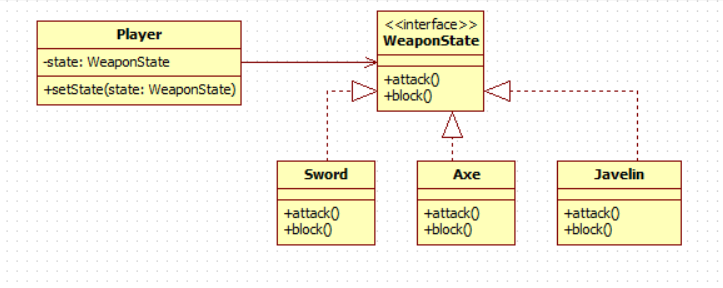 Player
-state: WeaponState
+setState(state: WeaponState)
<<interface>>
WeaponState
+attack()
+block()
Sword
+attack()
+block()
Axe
+attack()
+block()
Javelin
+attack()
+block()